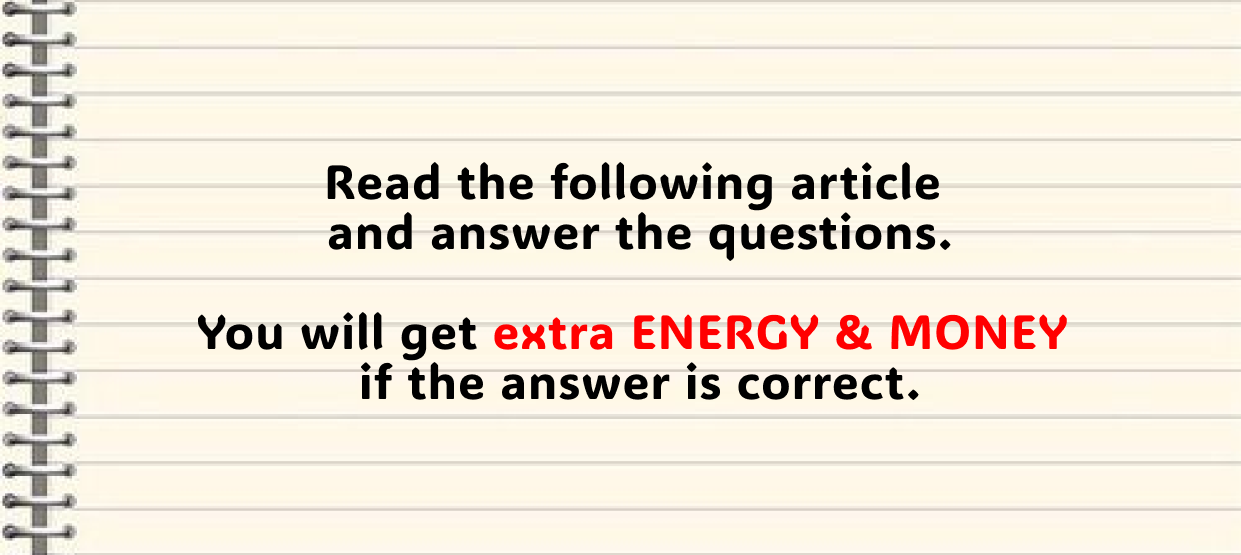 Read the following article
and answer the questions.
You will get extra ENERGY & MONEY
if the answer is correct.